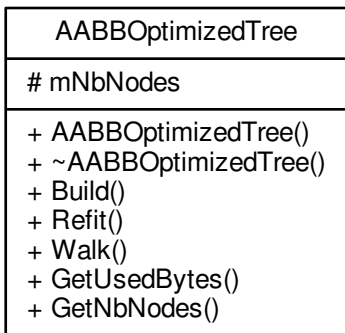 AABBOptimizedTree
# mNbNodes
+ AABBOptimizedTree()
+ ~AABBOptimizedTree()
+ Build()
+ Refit()
+ Walk()
+ GetUsedBytes()
+ GetNbNodes()